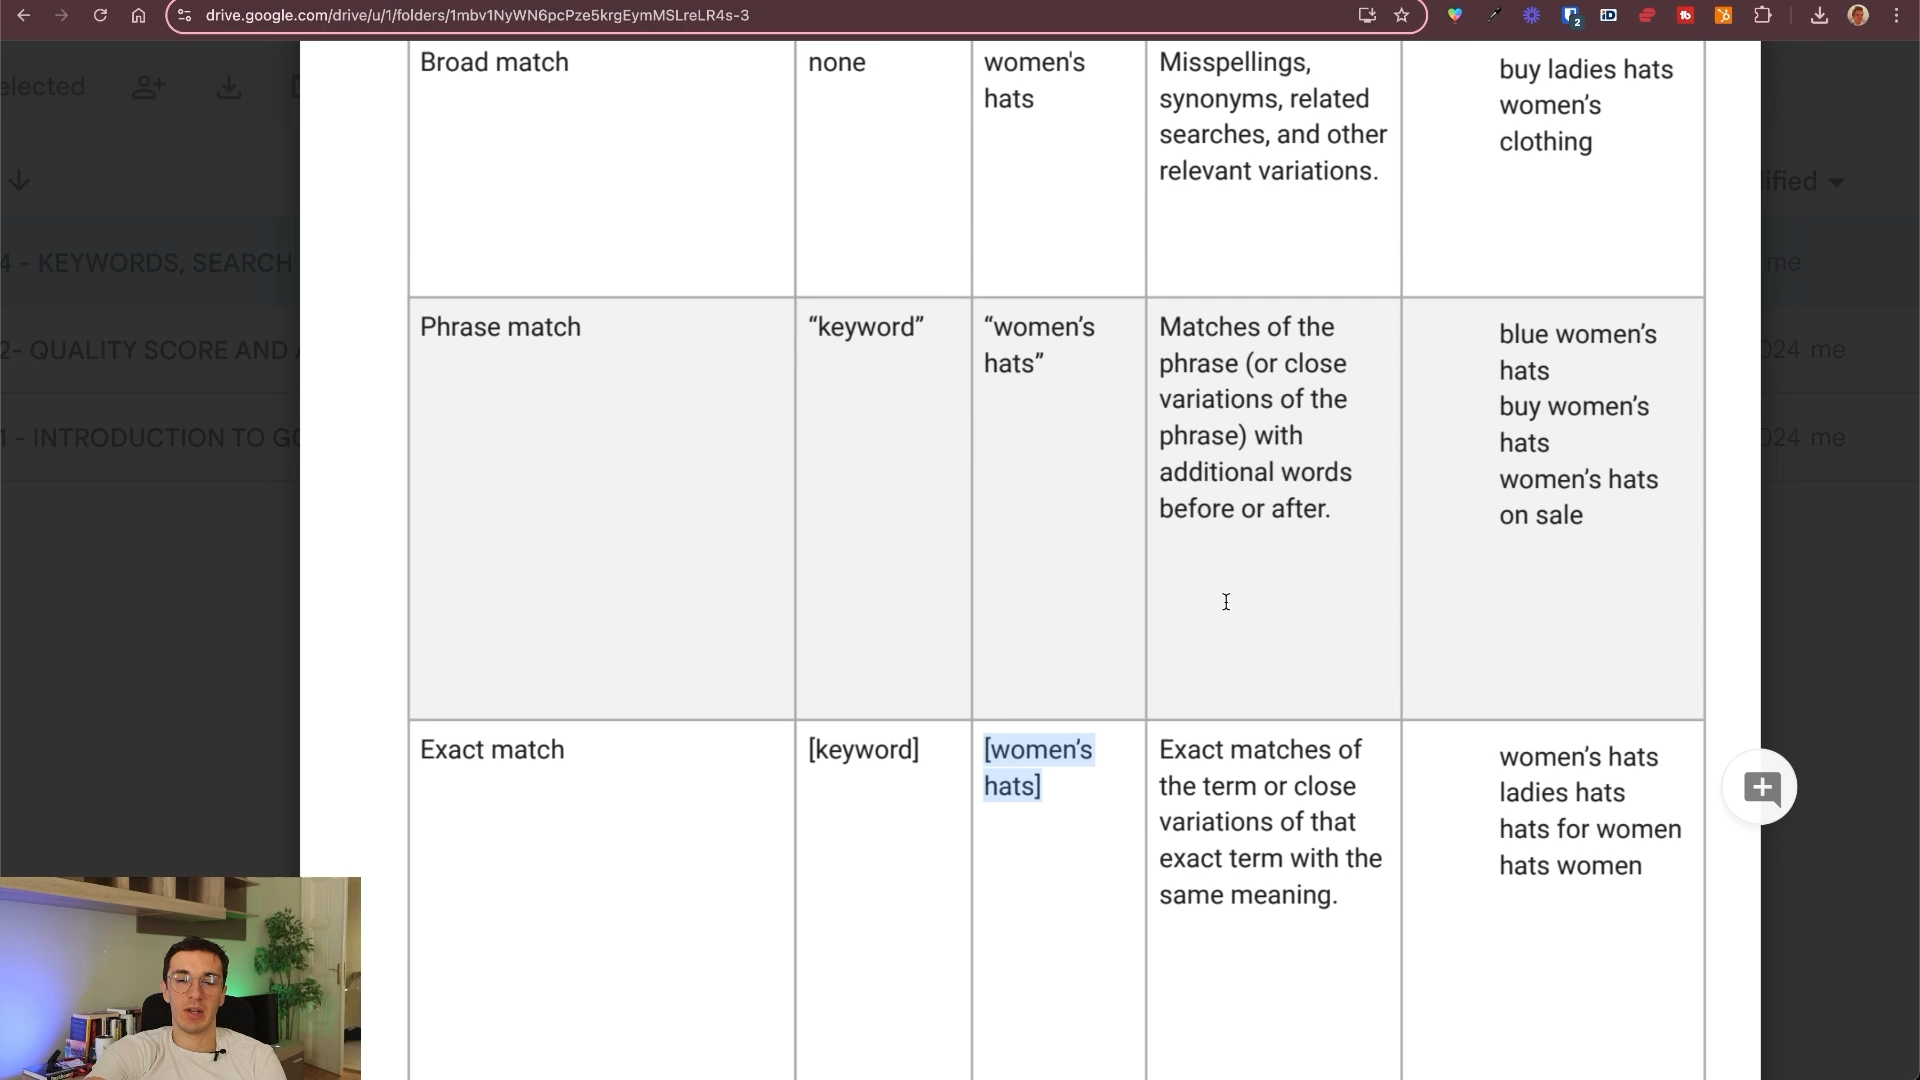 drive.google.com/drive/u/1/folders/1mbv1NyWN6pcPze5krgEymMSLreLR4s-3
2
iD
tb
elected
ified
4 - KEYWORDS, SEARCH
me
2- QUALITY SCORE AND
024 me
1 - INTRODUCTION TO GO
024 me
Broad match
none
women's
hats
Misspellings,
synonyms, related
searches, and other
relevant variations.
buy ladies hats
women’s
clothing
Phrase match
“keyword”
“women’s
hats”
Matches of the
phrase (or close
variations of the
phrase) with
additional words
before or after.
blue women’s
hats
buy women’s
hats
women’s hats
on sale
Exact match
[keyword]
[women’s
hats]
Exact matches of
the term or close
variations of that
exact term with the
same meaning.
women’s hats
ladies hats
hats for women
hats women